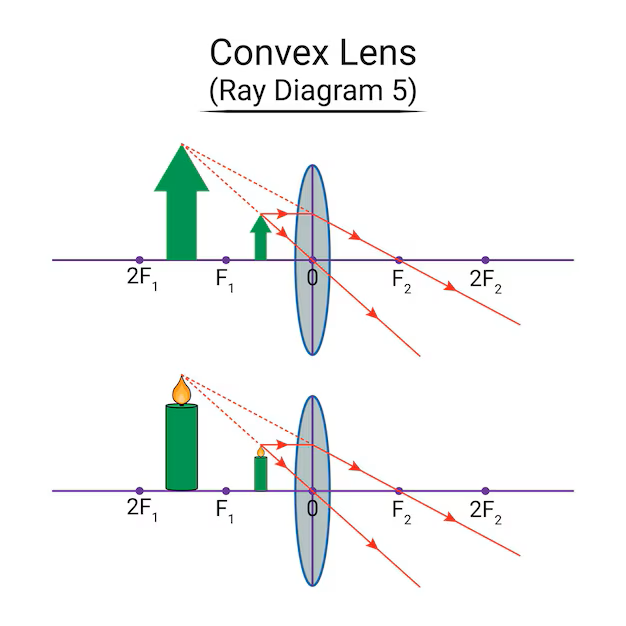 Convex Lens
(Ray Diagram 5)
2F₁ F₁ 0 F₂ 2F₂
2F₁ F₁ 0 F₂ 2F₂